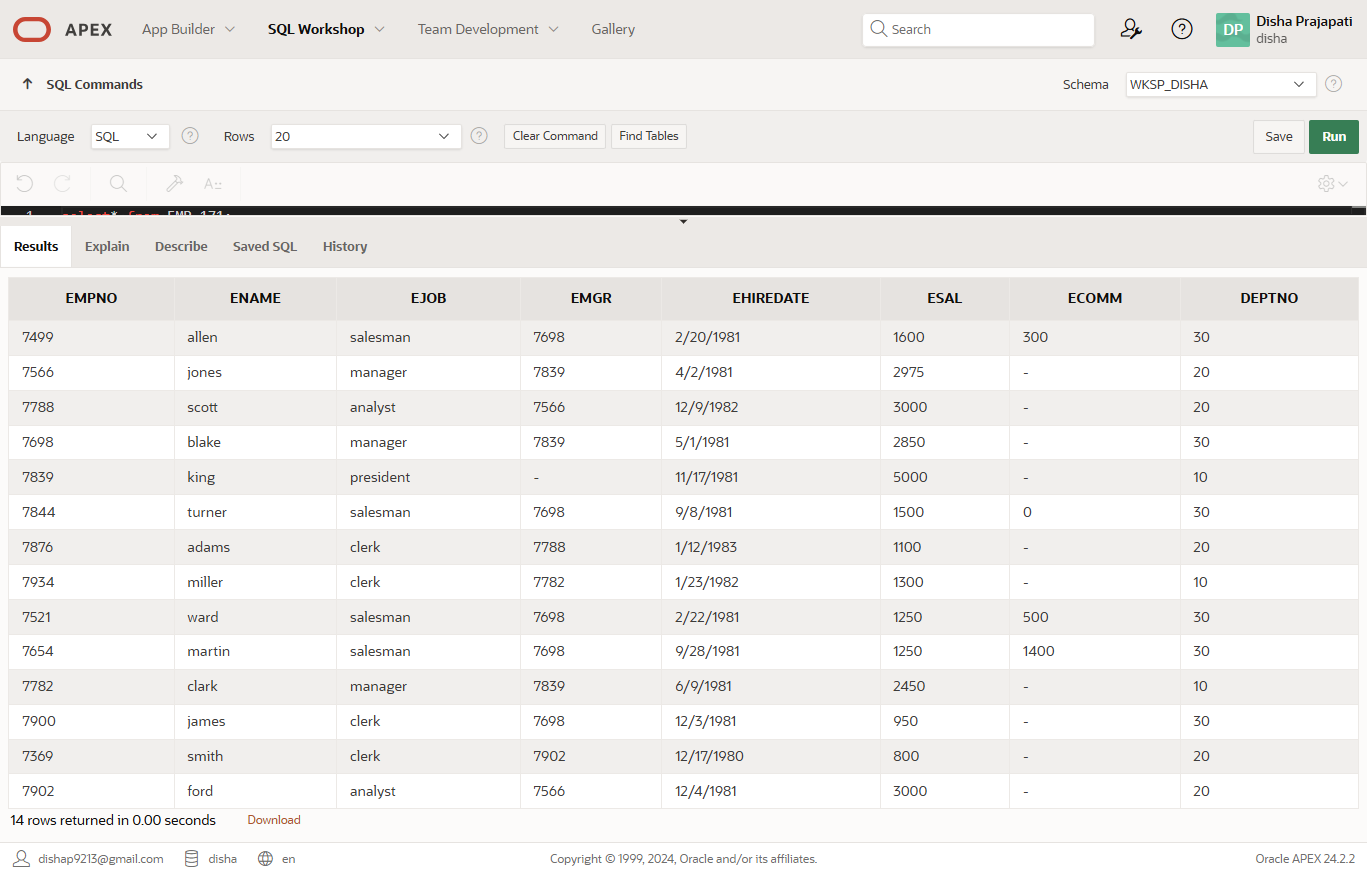 APEX App Builder SQL Workshop Team Development Gallery Search ? DP Disha Prajapati
disha
SQL Commands Schema WKSP_DISHA ?
Language SQL ? Rows 20 ? Clear Command Find Tables Save Run
A::
1 select* from EMP_171;
Results Explain Describe Saved SQL History
EMPNO ENAME EJOB EMGR EHIREDATE ESAL ECOMM DEPTNO
7499 allen salesman 7698 2/20/1981 1600 300 30
7566 jones manager 7839 4/2/1981 2975 - 20
7788 scott analyst 7566 12/9/1982 3000 - 20
7698 blake manager 7839 5/1/1981 2850 - 30
7839 king president - 11/17/1981 5000 - 10
7844 turner salesman 7698 9/8/1981 1500 0 30
7876 adams clerk 7788 1/12/1983 1100 - 20
7934 miller clerk 7782 1/23/1982 1300 - 10
7521 ward salesman 7698 2/22/1981 1250 500 30
7654 martin salesman 7698 9/28/1981 1250 1400 30
7782 clark manager 7839 6/9/1981 2450 - 10
7900 james clerk 7698 12/3/1981 950 - 30
7369 smith clerk 7902 12/17/1980 800 - 20
7902 ford analyst 7566 12/4/1981 3000 - 20
14 rows returned in 0.00 seconds Download
dishap9213@gmail.com disha en Copyright © 1999, 2024, Oracle and/or its affiliates. Oracle APEX 24.2.2